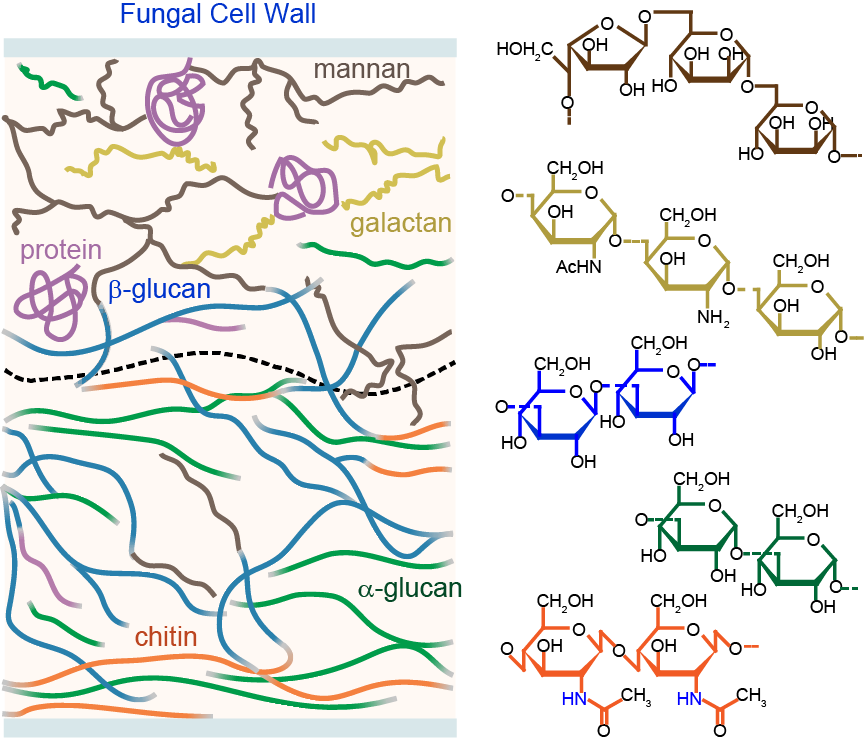 Fungal Cell Wall
mannan
galactan
protein
β-glucan
α-glucan
chitin
O
O
HOH₂C
OH
OH
O
O
OH
OH
HO
O
O
OH
OH
HO
O
CH₂OH
O
O
OH
AcHN
O
CH₂OH
O
OH
NH₂
O
CH₂OH
O
OH
OH
O
CH₂OH
O
O
HO
OH
O
CH₂OH
O
HO
OH
O
CH₂OH
O
O
HO
OH
O
CH₂OH
O
HO
OH
O
CH₂OH
O
O
OH
HN
CH₃
O
O
CH₂OH
O
OH
HN
CH₃
O
O